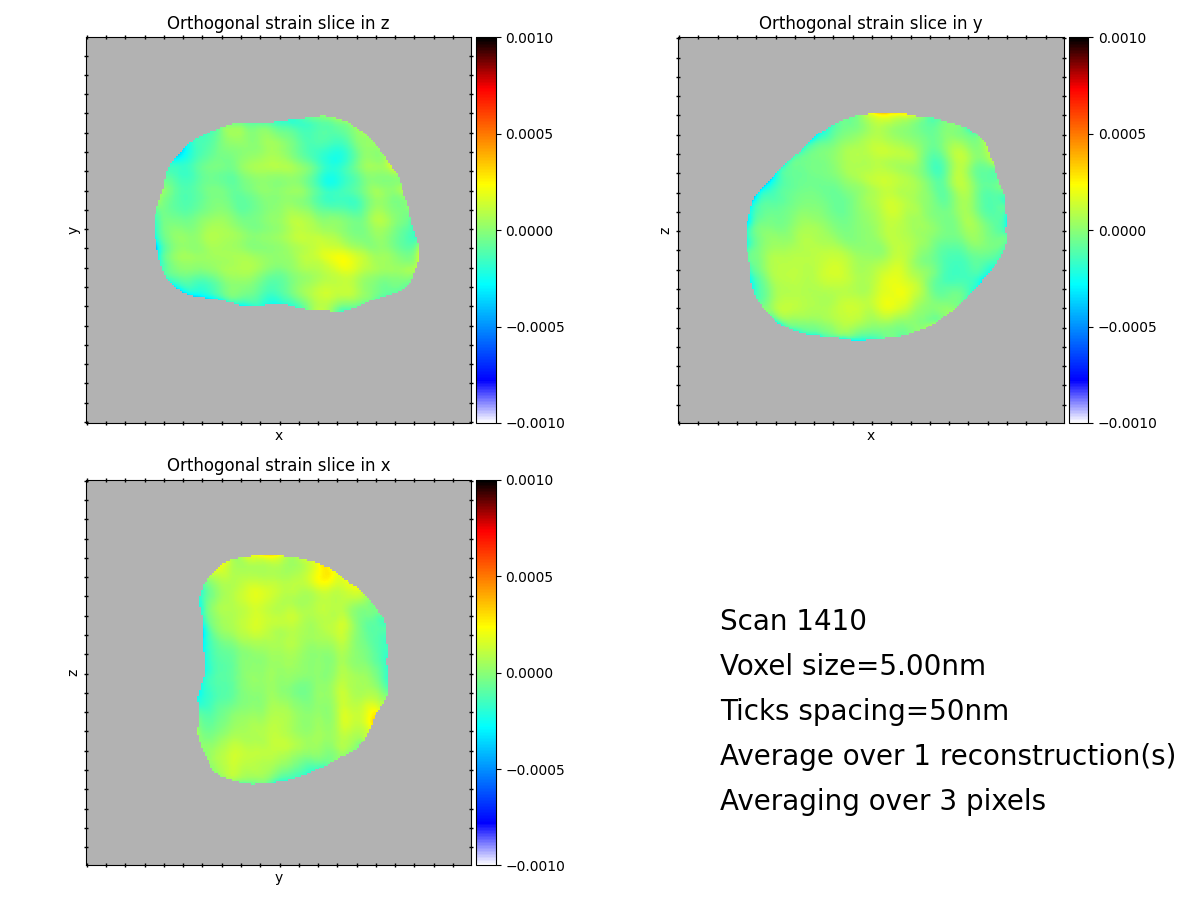 Orthogonal strain slice in z
0.0010
0.0005
0.0000
−0.0005
−0.0010
y
x
Orthogonal strain slice in y
0.0010
0.0005
0.0000
−0.0005
−0.0010
z
x
Orthogonal strain slice in x
0.0010
0.0005
0.0000
−0.0005
−0.0010
z
y
Scan 1410
Voxel size=5.00nm
Ticks spacing=50nm
Average over 1 reconstruction(s)
Averaging over 3 pixels